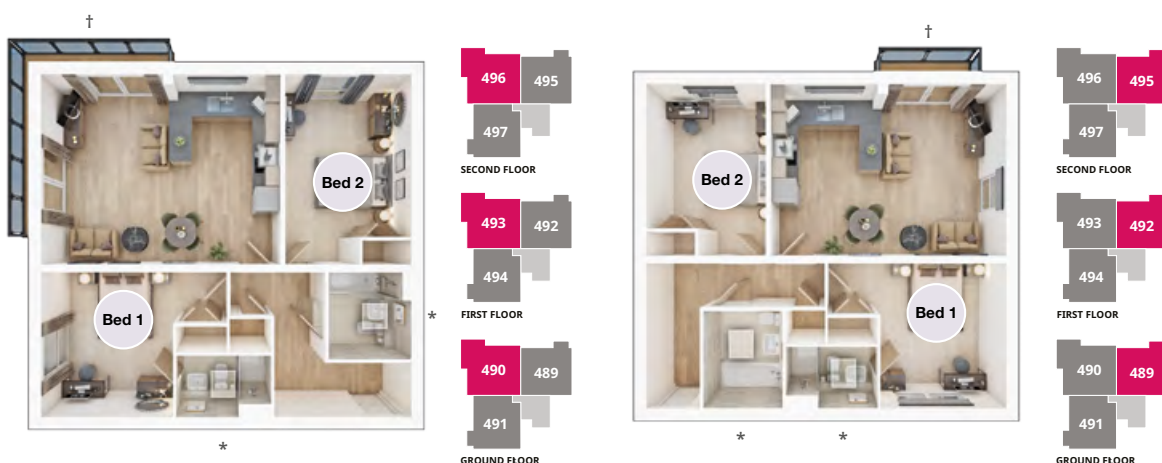 †
Bed 2
Bed 1
*
*
496 495
497
SECOND FLOOR
493 492
494
FIRST FLOOR
490 489
491
GROUND FLOOR
†
Bed 2
Bed 1
*
*
496 495
497
SECOND FLOOR
493 492
494
FIRST FLOOR
490 489
491
GROUND FLOOR